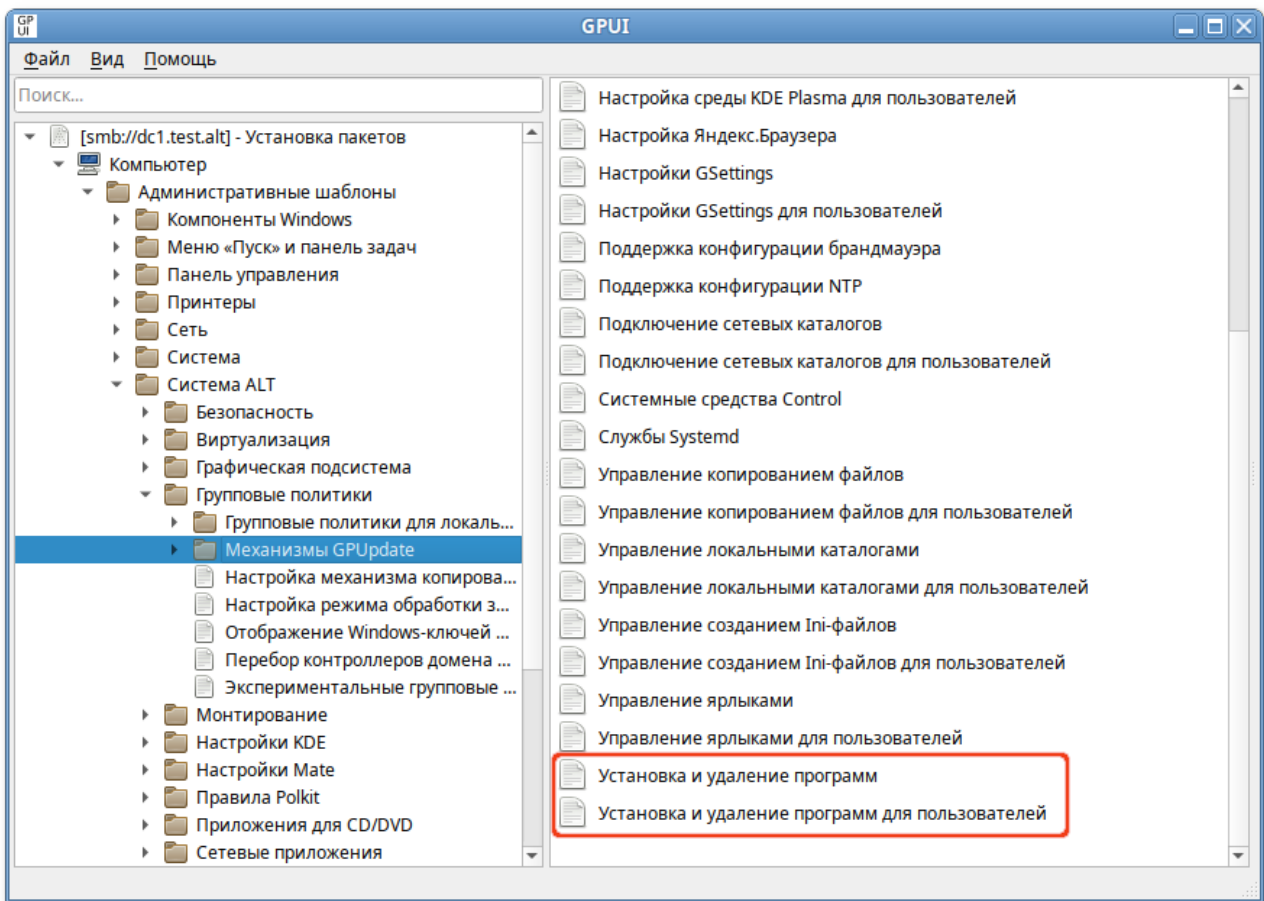 GP
UI
GPUI
Файл Вид Помощь
Поиск...
[smb://dc1.test.alt] - Установка пакетов
Компьютер
Административные шаблоны
Компоненты Windows
Меню «Пуск» и панель задач
Панель управления
Принтеры
Сеть
Система
Система ALT
Безопасность
Виртуализация
Графическая подсистема
Групповые политики
Групповые политики для локаль...
Механизмы GPUpdate
Настройка механизма копирова...
Настройка режима обработки з...
Отображение Windows-ключей ...
Перебор контроллеров домена ...
Экспериментальные групповые ...
Монтирование
Настройки KDE
Настройки Mate
Правила Polkit
Приложения для CD/DVD
Сетевые приложения
Настройка среды KDE Plasma для пользователей
Настройка Яндекс.Браузера
Настройки GSettings
Настройки GSettings для пользователей
Поддержка конфигурации брандмауэра
Поддержка конфигурации NTP
Подключение сетевых каталогов
Подключение сетевых каталогов для пользователей
Системные средства Control
Службы Systemd
Управление копированием файлов
Управление копированием файлов для пользователей
Управление локальными каталогами
Управление локальными каталогами для пользователей
Управление созданием Ini-файлов
Управление созданием Ini-файлов для пользователей
Управление ярлыками
Управление ярлыками для пользователей
Установка и удаление программ
Установка и удаление программ для пользователей